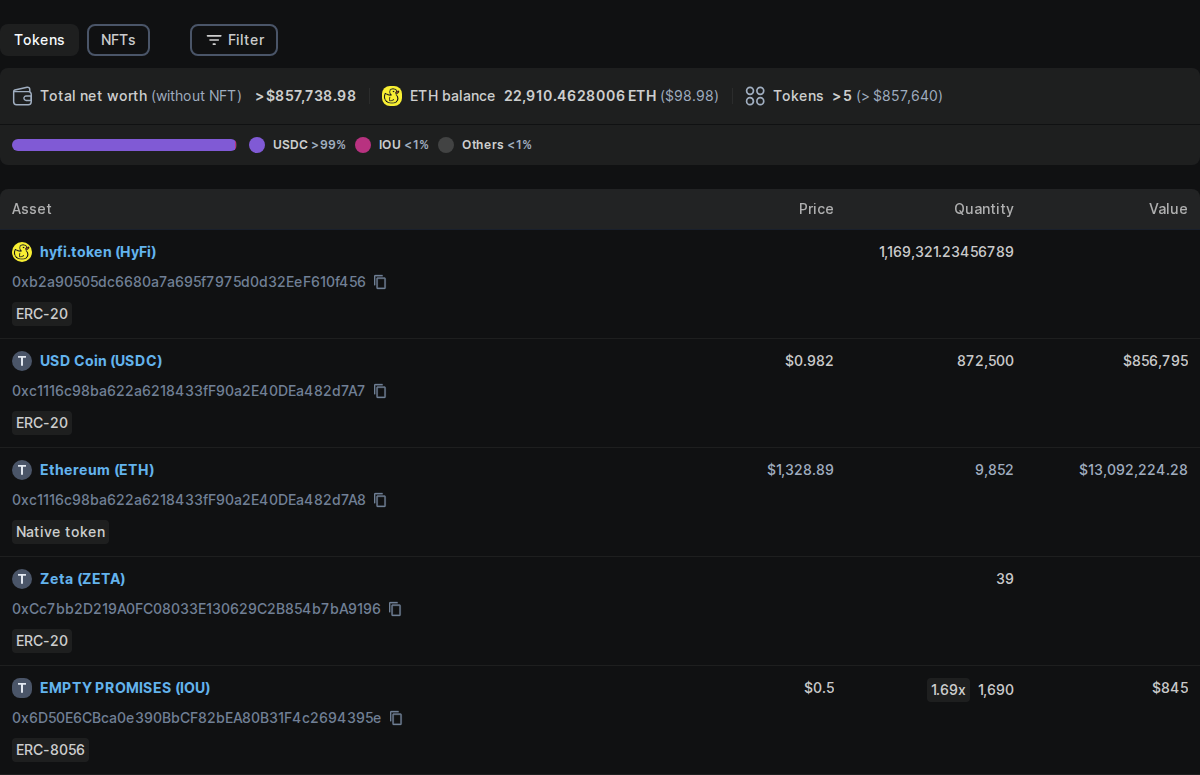 Tokens NFTs Filter
Total net worth (without NFT) >$857,738.98 ETH balance 22,910.4628006 ETH ($98.98) Tokens >5 (> $857,640)
USDC >99% IOU <1% Others <1%
Asset Price Quantity Value
hyfi.token (HyFi) 1,169,321.23456789
0xb2a90505dc6680a7a695f7975d0d32EeF610f456
ERC-20
T USD Coin (USDC) $0.982 872,500 $856,795
0xc1116c98ba622a6218433fF90a2E40DEa482d7A7
ERC-20
T Ethereum (ETH) $1,328.89 9,852 $13,092,224.28
0xc1116c98ba622a6218433fF90a2E40DEa482d7A8
Native token
T Zeta (ZETA) 39
0xCc7bb2D219A0FC08033E130629C2B854b7bA9196
ERC-20
T EMPTY PROMISES (IOU) $0.5 1.69x 1,690 $845
0x6D50E6CBca0e390BbCF82bEA80B31F4c2694395e
ERC-8056